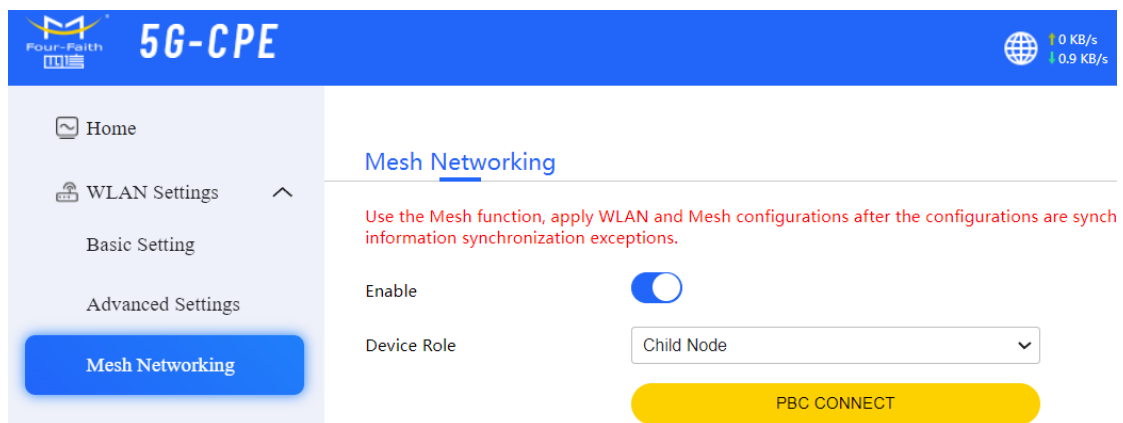 Four-Faith
四信
5G-CPE
↑0 KB/s
↓0.9 KB/s
Home
WLAN Settings
Basic Setting
Advanced Settings
Mesh Networking
Mesh Networking
Use the Mesh function, apply WLAN and Mesh configurations after the configurations are synch
information synchronization exceptions.
Enable
Device Role
Child Node
PBC CONNECT